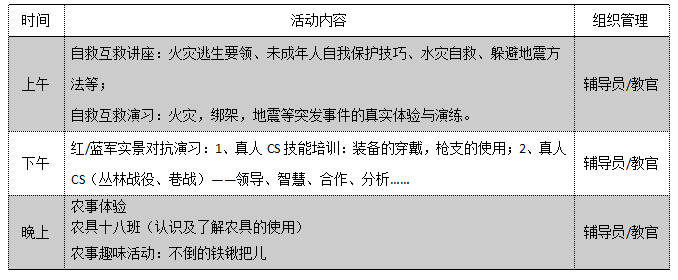 时间 活动内容 组织管理
上午
自救互救讲座：火灾逃生要领、未成年人自我保护技巧、水灾自救、躲避地震方
法等；
自救互救演习：火灾，绑架，地震等突发事件的真实体验与演练。
辅导员/教官
下午
红/蓝军实景对抗演习：1、真人 CS 技能培训：装备的穿戴，枪支的使用；2、真人
CS（丛林战役、巷战）——领导、智慧、合作、分析……
辅导员/教官
晚上
农事体验
农具十八班（认识及了解农具的使用）
农事趣味活动：不倒的铁锹把儿
辅导员/教官